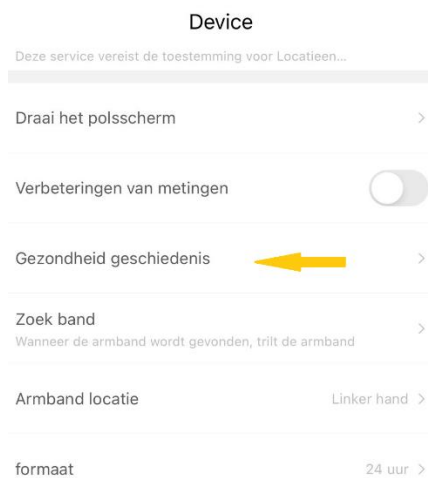 Device
Deze service vereist de toestemming voor Locatieen...
Draai het polsscherm
Verbeteringen van metingen
Gezondheid geschiedenis
Zoek band
Wanneer de armband wordt gevonden, trilt de armband
Armband locatie Linker hand
formaat 24 uur